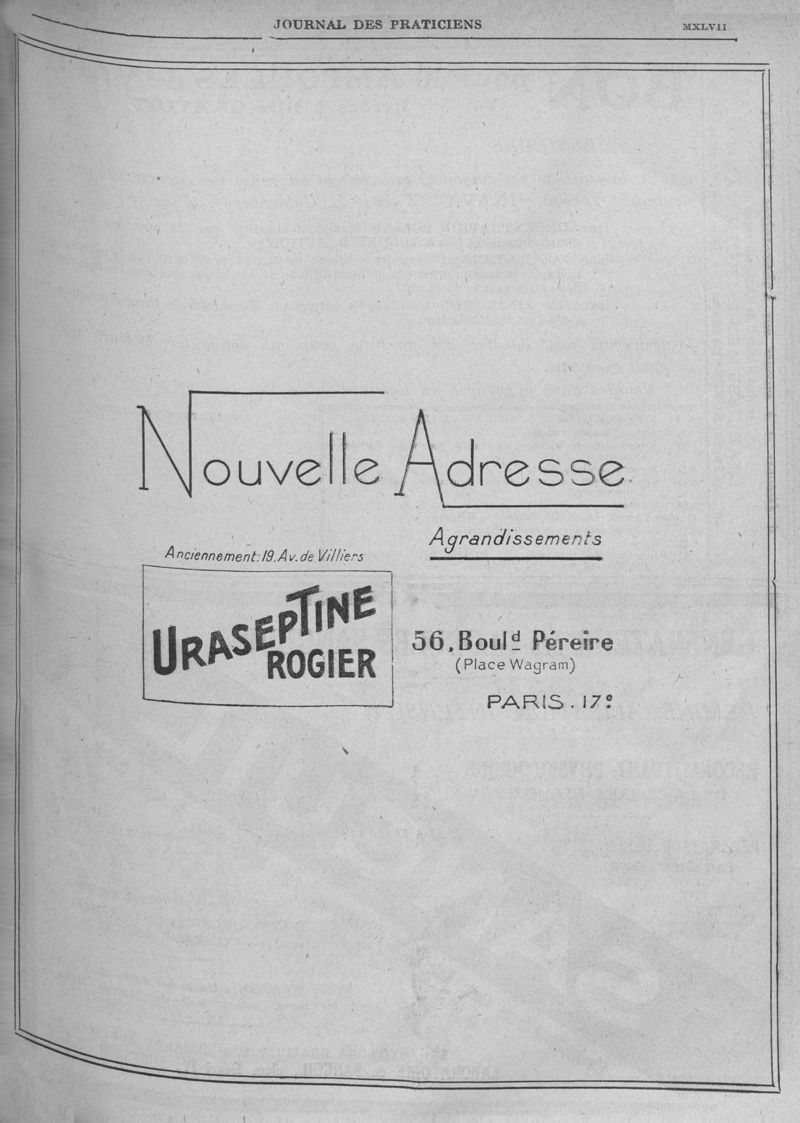 JOURNAL DES PRATICIENS
MXLVII
Nouvelle Adresse
Agrandissements
Anciennement: 19. Av. de Villiers
URASEPTINE
ROGIER
56, Boul.d Péreire
(Place Wagram)
PARIS. 17e